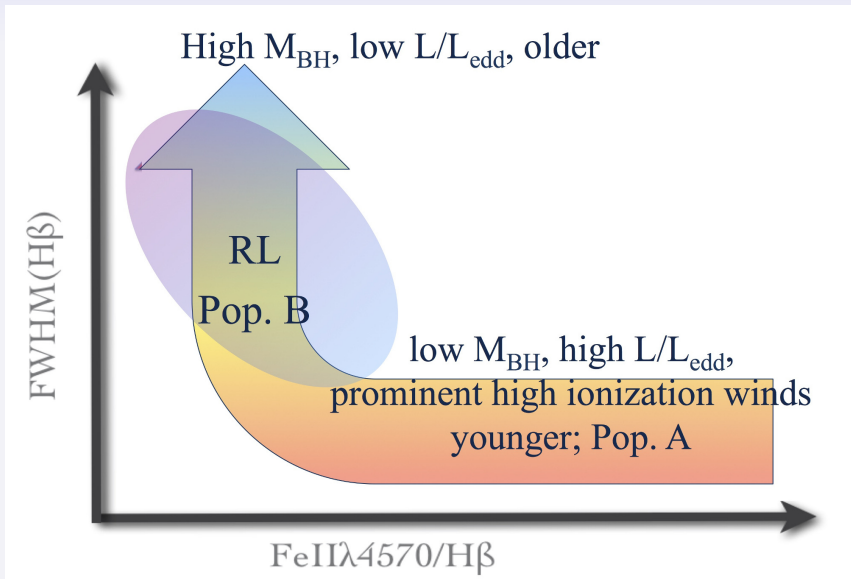 High M_BH, low L/L_edd, older
FWHM(Hβ)
RL
Pop. B
low M_BH, high L/L_edd,
prominent high ionization winds
younger; Pop. A
FeIIλ4570/Hβ